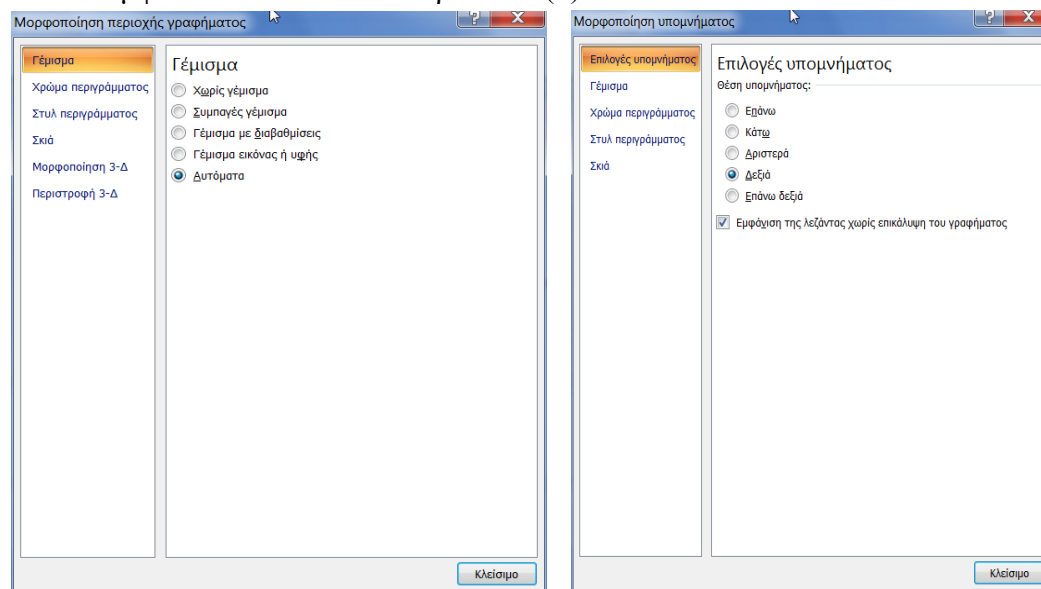 Μορφοποίηση περιοχής γραφήματος
Γέμισμα
Χρώμα περιγράμματος
Στυλ περιγράμματος
Σκιά
Μορφοποίηση 3-Δ
Περιστροφή 3-Δ
Γέμισμα
Χωρίς γέμισμα
Συμπαγές γέμισμα
Γέμισμα με διαβαθμίσεις
Γέμισμα εικόνας ή υφής
Αυτόματα
Κλείσιμο
Μορφοποίηση υπομνήματος
Επιλογές υπομνήματος
Γέμισμα
Χρώμα περιγράμματος
Στυλ περιγράμματος
Σκιά
Επιλογές υπομνήματος
Θέση υπομνήματος:
Επάνω
Κάτω
Αριστερά
Δεξιά
Επάνω δεξιά
Εμφάνιση της λεζάντας χωρίς επικάλυψη του γραφήματος
Κλείσιμο